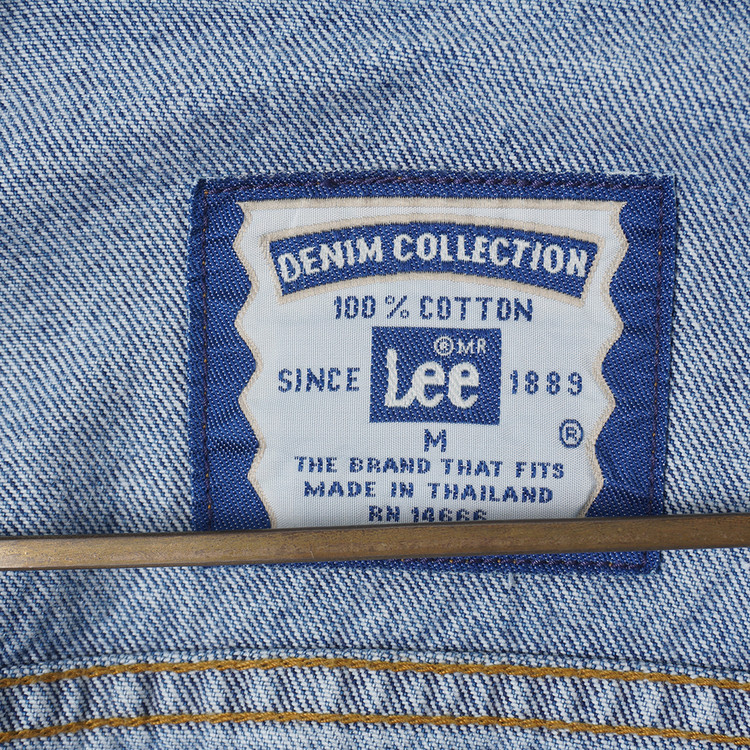 DENIM COLLECTION
100 % COTTON
® MR
SINCE Lee 1889
M
®
THE BRAND THAT FITS
MADE IN THAILAND
RN 14666